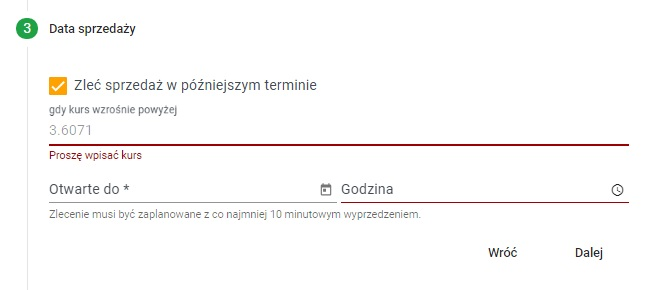 3 Data sprzedaży
Zleć sprzedaż w późniejszym terminie
gdy kurs wzrośnie powyżej
3.6071
Proszę wpisać kurs
Otwarte do * Godzina
Zlecenie musi być zaplanowane z co najmniej 10 minutowym wyprzedzeniem.
Wróć Dalej